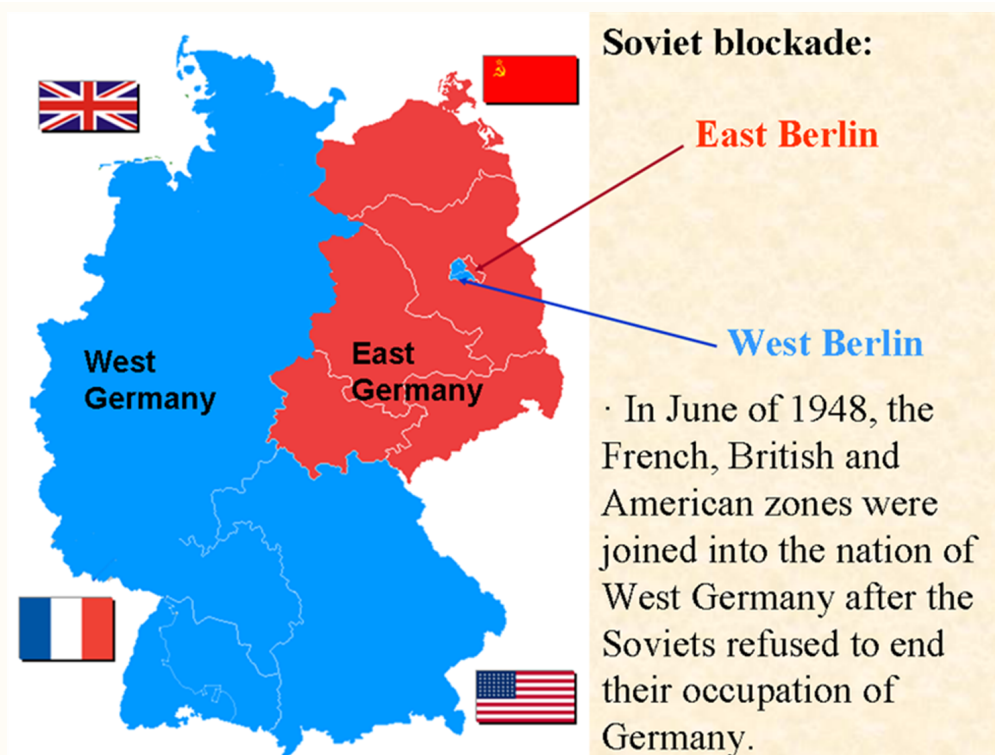 Soviet blockade:
East Berlin
West Berlin
West
Germany
East
Germany
· In June of 1948, the
French, British and
American zones were
joined into the nation of
West Germany after the
Soviets refused to end
their occupation of
Germany.